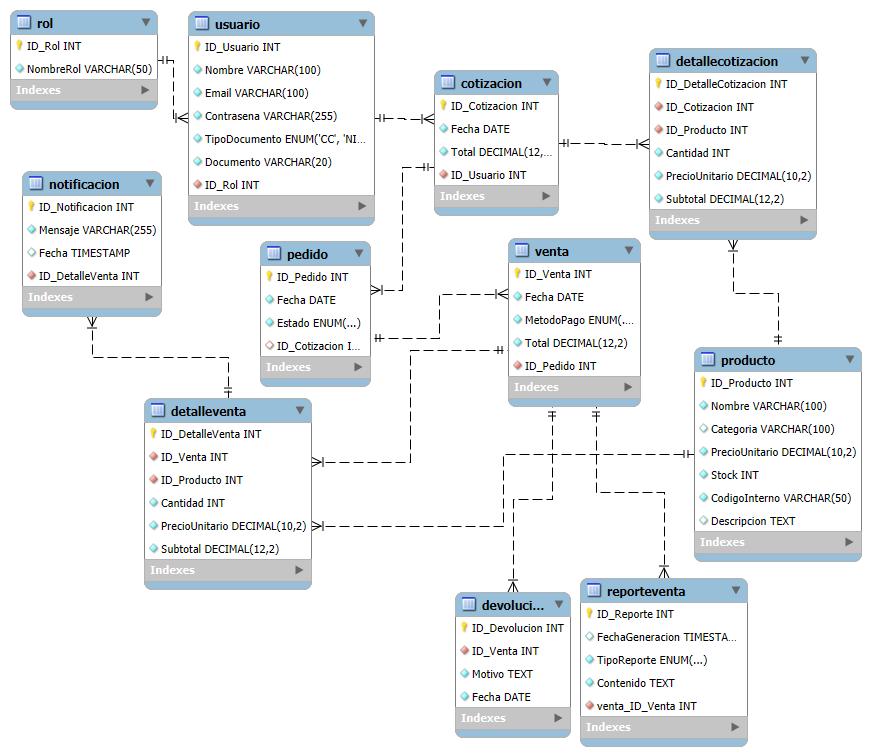 rol
ID_Rol INT
NombreRol VARCHAR(50)
Indexes
usuario
ID_Usuario INT
Nombre VARCHAR(100)
Email VARCHAR(100)
Contrasena VARCHAR(255)
TipoDocumento ENUM('CC', 'NI...
Documento VARCHAR(20)
ID_Rol INT
Indexes
cotizacion
ID_Cotizacion INT
Fecha DATE
Total DECIMAL(12,...
ID_Usuario INT
Indexes
detallecotizacion
ID_DetalleCotizacion INT
ID_Cotizacion INT
ID_Producto INT
Cantidad INT
PrecioUnitario DECIMAL(10,2)
Subtotal DECIMAL(12,2)
Indexes
notificacion
ID_Notificacion INT
Mensaje VARCHAR(255)
Fecha TIMESTAMP
ID_DetalleVenta INT
Indexes
pedido
ID_Pedido INT
Fecha DATE
Estado ENUM(...)
ID_Cotizacion I...
Indexes
venta
ID_Venta INT
Fecha DATE
MetodoPago ENUM(...
Total DECIMAL(12,2)
ID_Pedido INT
Indexes
producto
ID_Producto INT
Nombre VARCHAR(100)
Categoria VARCHAR(100)
PrecioUnitario DECIMAL(10,2)
Stock INT
CodigoInterno VARCHAR(50)
Descripcion TEXT
Indexes
detalleventa
ID_DetalleVenta INT
ID_Venta INT
ID_Producto INT
Cantidad INT
PrecioUnitario DECIMAL(10,2)
Subtotal DECIMAL(12,2)
Indexes
devoluci...
ID_Devolucion INT
ID_Venta INT
Motivo TEXT
Fecha DATE
Indexes
reporteventa
ID_Reporte INT
FechaGeneracion TIMESTA...
TipoReporte ENUM(...)
Contenido TEXT
venta_ID_Venta INT
Indexes